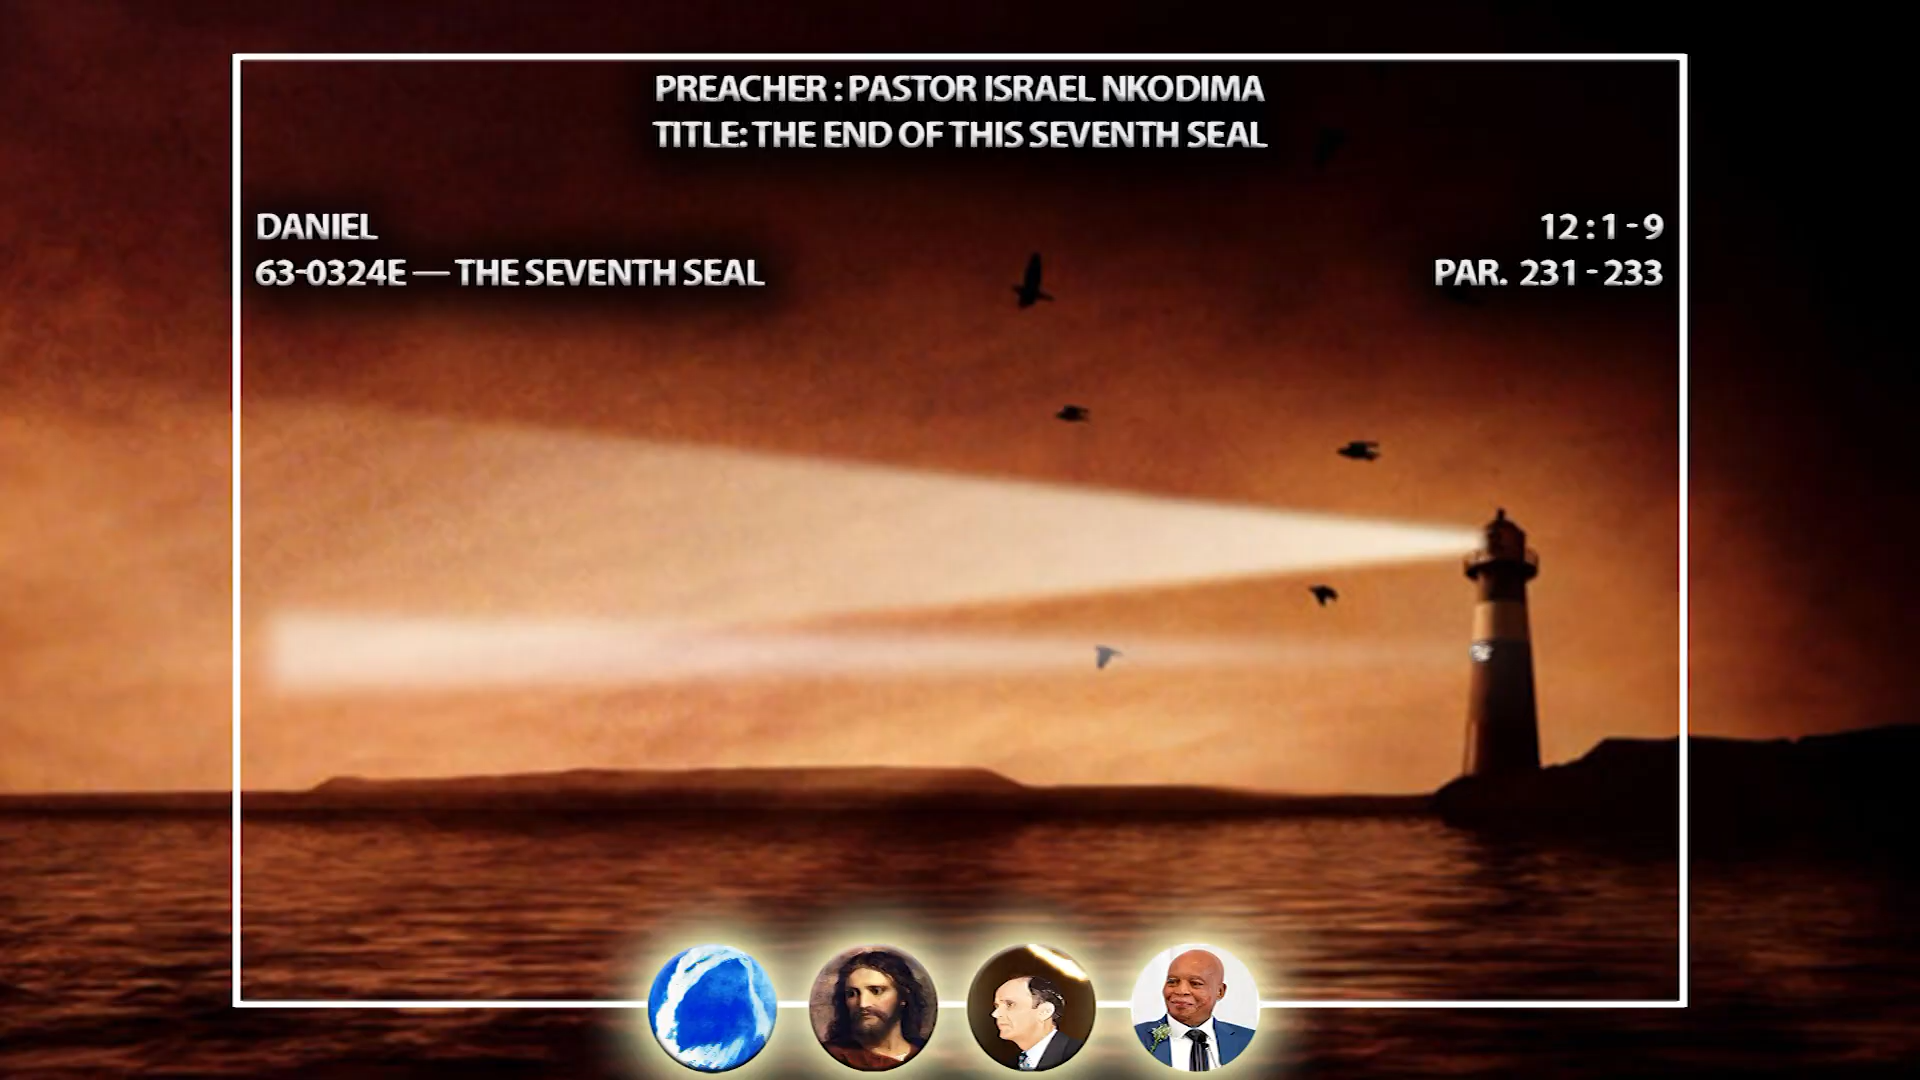 PREACHER : PASTOR ISRAEL NKODIMA
TITLE: THE END OF THIS SEVENTH SEAL
DANIEL 12 : 1 - 9
63-0324E — THE SEVENTH SEAL PAR. 231 - 233